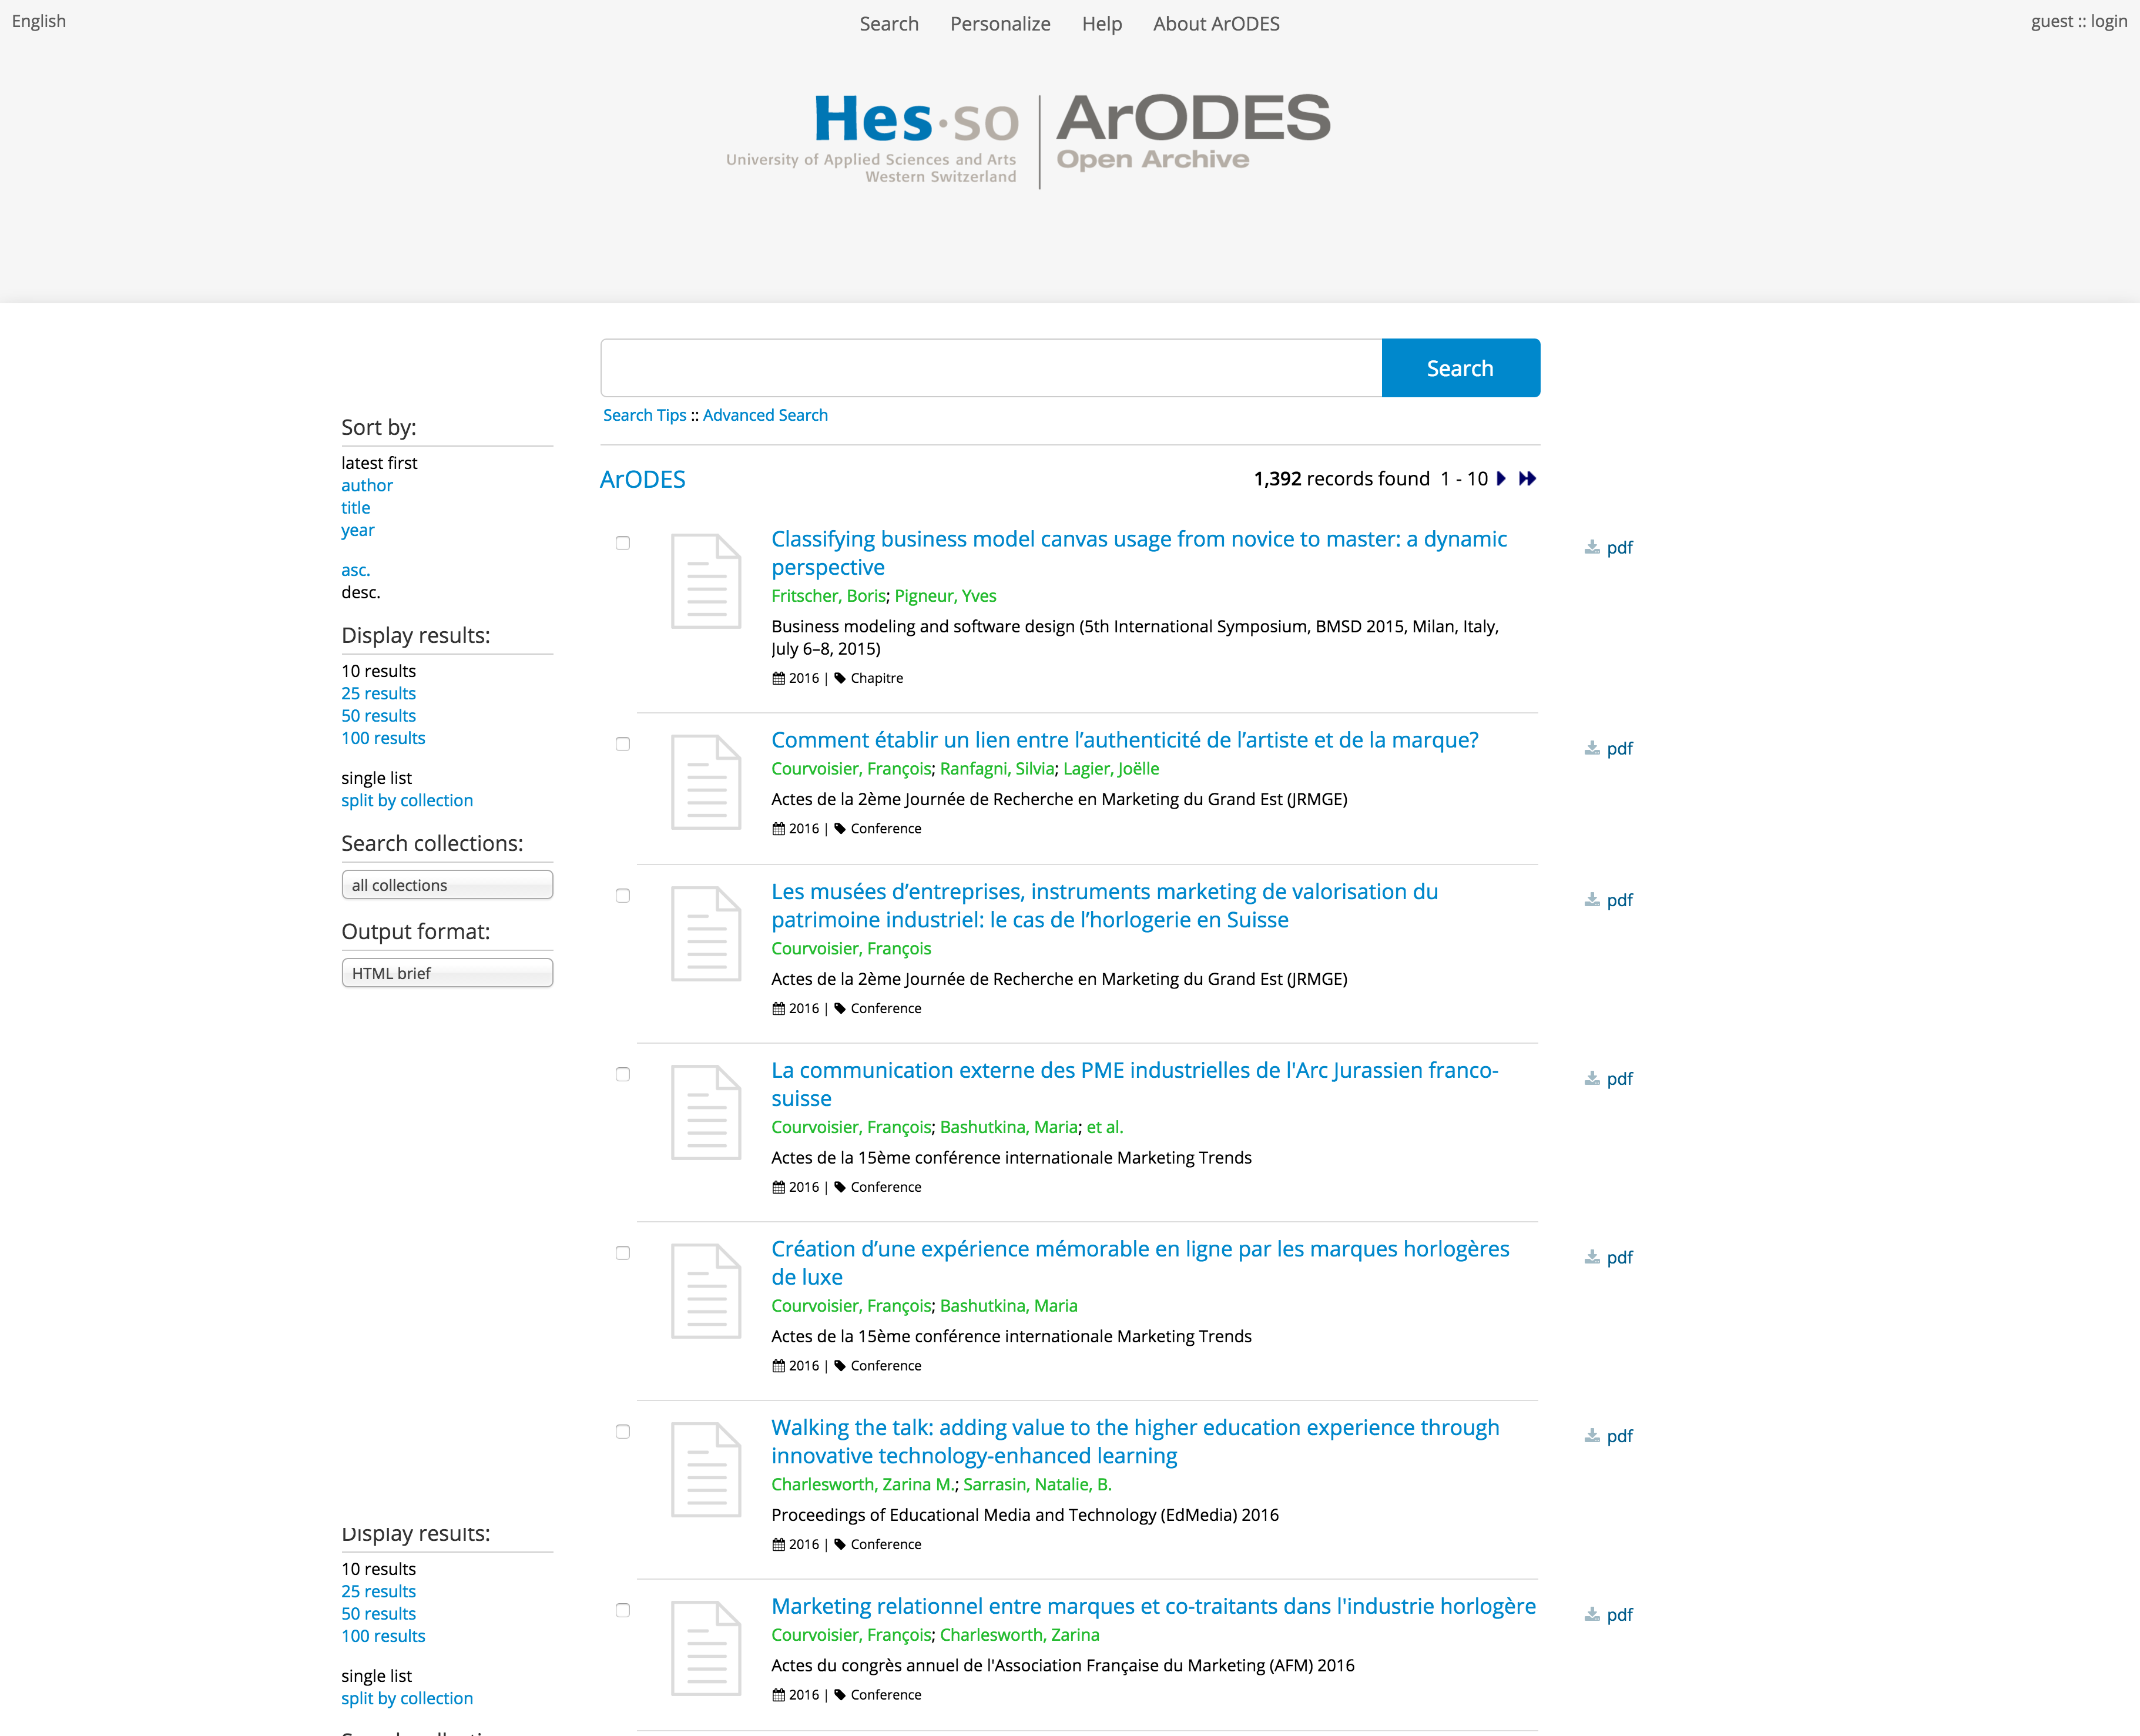 English
Search Personalize Help About ArODES
guest :: login
Hes·so
University of Applied Sciences and Arts
Western Switzerland
ArODES
Open Archive
Search
Search Tips :: Advanced Search
Sort by:
latest first
author
title
year
asc.
desc.
Display results:
10 results
25 results
50 results
100 results
single list
split by collection
Search collections:
all collections
Output format:
HTML brief
ArODES
1,392 records found 1 - 10
Classifying business model canvas usage from novice to master: a dynamic
perspective
Fritscher, Boris; Pigneur, Yves
Business modeling and software design (5th International Symposium, BMSD 2015, Milan, Italy,
July 6–8, 2015)
2016 | Chapitre
pdf
Comment établir un lien entre l’authenticité de l’artiste et de la marque?
Courvoisier, François; Ranfagni, Silvia; Lagier, Joëlle
Actes de la 2ème Journée de Recherche en Marketing du Grand Est (JRMGE)
2016 | Conference
pdf
Les musées d’entreprises, instruments marketing de valorisation du
patrimoine industriel: le cas de l’horlogerie en Suisse
Courvoisier, François
Actes de la 2ème Journée de Recherche en Marketing du Grand Est (JRMGE)
2016 | Conference
pdf
La communication externe des PME industrielles de l'Arc Jurassien franco-
suisse
Courvoisier, François; Bashutkina, Maria; et al.
Actes de la 15ème conférence internationale Marketing Trends
2016 | Conference
pdf
Création d’une expérience mémorable en ligne par les marques horlogères
de luxe
Courvoisier, François; Bashutkina, Maria
Actes de la 15ème conférence internationale Marketing Trends
2016 | Conference
pdf
Walking the talk: adding value to the higher education experience through
innovative technology-enhanced learning
Charlesworth, Zarina M.; Sarrasin, Natalie, B.
Proceedings of Educational Media and Technology (EdMedia) 2016
2016 | Conference
pdf
Marketing relationnel entre marques et co-traitants dans l'industrie horlogère
Courvoisier, François; Charlesworth, Zarina
Actes du congrès annuel de l'Association Française du Marketing (AFM) 2016
2016 | Conference
pdf
Display results:
10 results
25 results
50 results
100 results
single list
split by collection